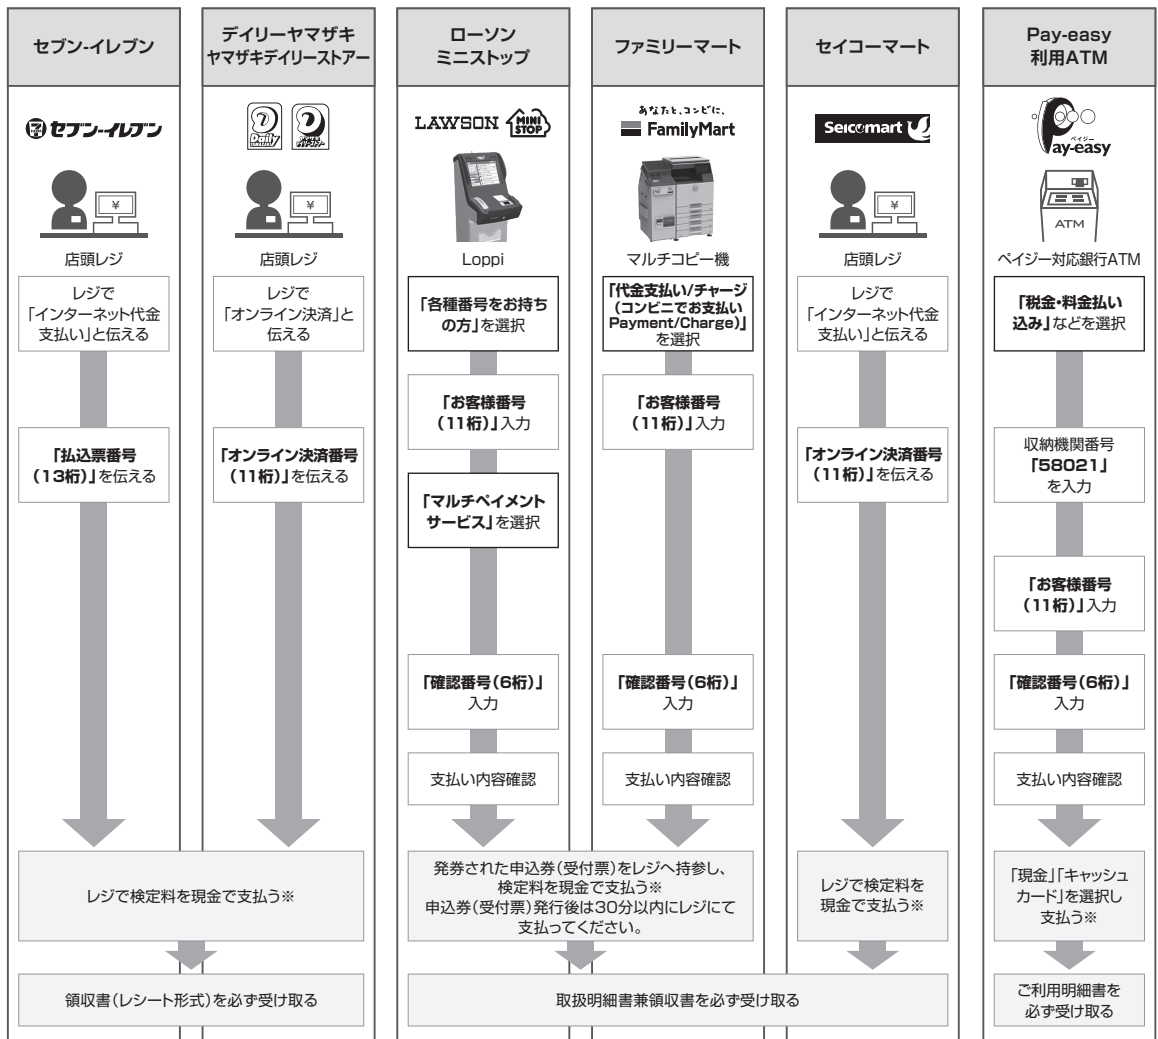 セブン-イレブン
デイリーヤマザキ
ヤマザキデイリーストアー
ローソン
ミニストップ
ファミリーマート
セイコーマート
Pay-easy
利用ATM
セブン-イレブン
Daily
LAWSON
MINI
STOP
あなたと、コンビに、
FamilyMart
Seicomart
ペイジー
Pay-easy
¥
¥
¥
ATM
店頭レジ
店頭レジ
Loppi
マルチコピー機
店頭レジ
ペイジー対応銀行ATM
レジで
「インターネット代金
支払い」と伝える
レジで
「オンライン決済」と
伝える
「各種番号をお持ち
の方」を選択
「代金支払い/チャージ
(コンビニでお支払い
Payment/Charge)」
を選択
レジで
「インターネット代金
支払い」と伝える
「税金・料金払い
込み」などを選択
「お客様番号
(11桁)」入力
「お客様番号
(11桁)」入力
「払込票番号
(13桁)」を伝える
「オンライン決済番号
(11桁)」を伝える
「マルチペイメント
サービス」を選択
「オンライン決済番号
(11桁)」を伝える
収納機関番号
「58021」
を入力
「お客様番号
(11桁)」入力
「確認番号(6桁)」
入力
「確認番号(6桁)」
入力
「確認番号(6桁)」
入力
支払い内容確認
支払い内容確認
支払い内容確認
レジで検定料を現金で支払う※
発券された申込券(受付票)をレジへ持参し、
検定料を現金で支払う※
申込券(受付票)発行後は30分以内にレジにて
支払ってください。
レジで検定料を
現金で支払う※
「現金」「キャッシュ
カード」を選択し
支払う※
領収書(レシート形式)を必ず受け取る
取扱明細書兼領収書を必ず受け取る
ご利用明細書を
必ず受け取る